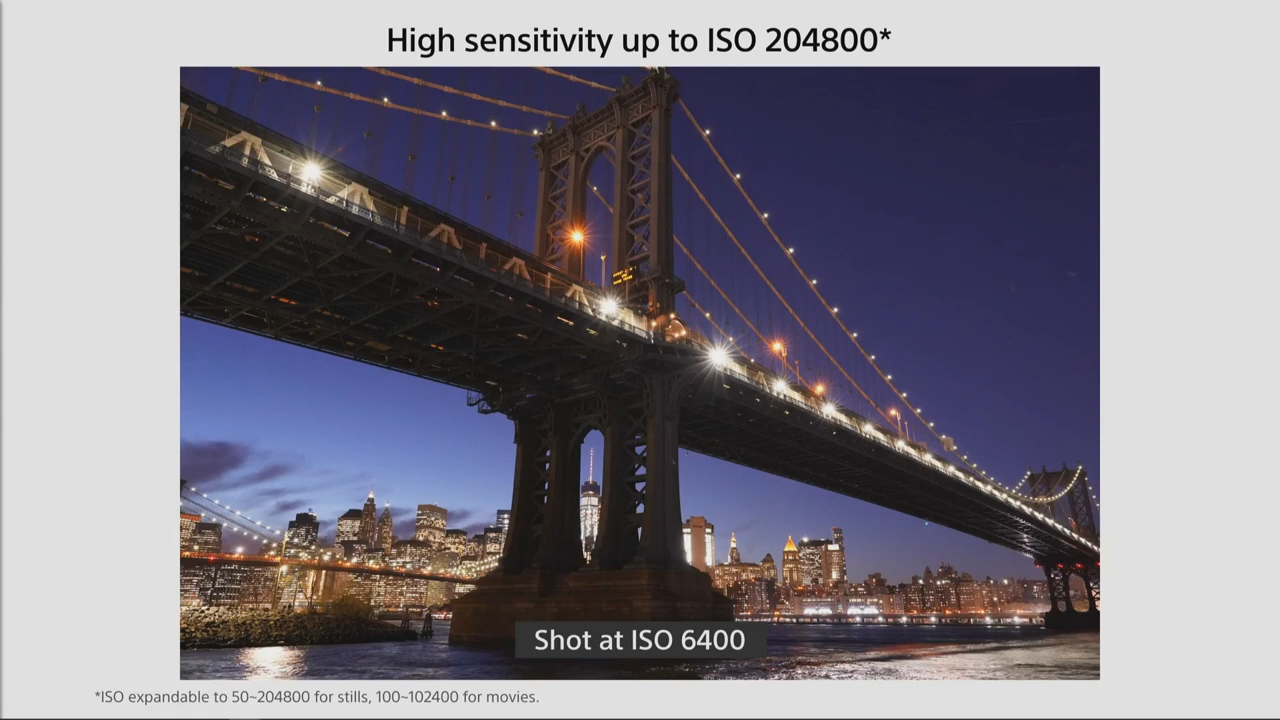 High sensitivity up to ISO 204800*
Shot at ISO 6400
*ISO expandable to 50~204800 for stills, 100~102400 for movies.